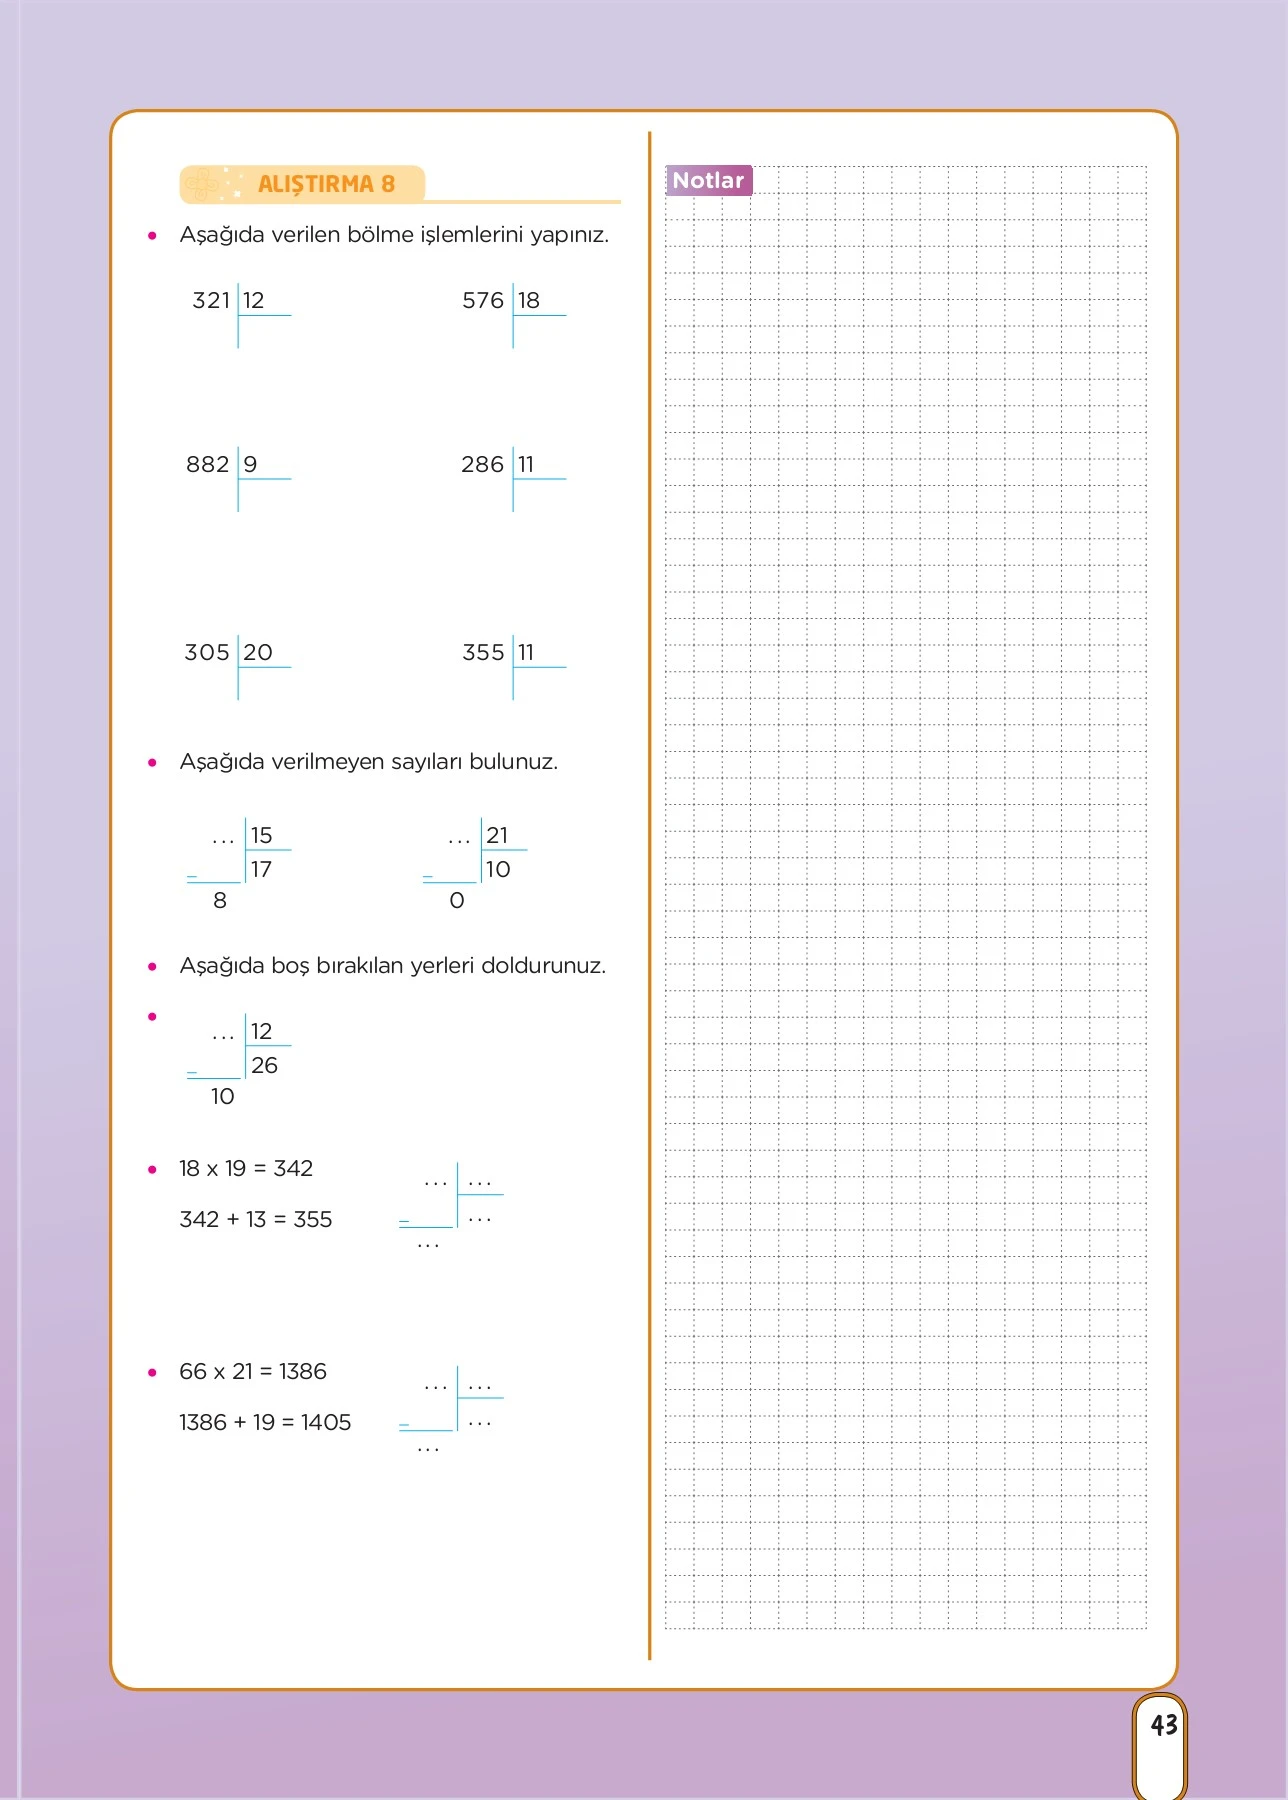 ALIŞTIRMA 8
• Aşağıda verilen bölme işlemlerini yapınız.
321 12
576 18
882 9
286 11
305 20
355 11
• Aşağıda verilmeyen sayıları bulunuz.
... 15
17
–
8
... 21
10
–
0
• Aşağıda boş bırakılan yerleri doldurunuz.
•
... 12
26
–
10
• 18 x 19 = 342
342 + 13 = 355
... ...
– ...
...
• 66 x 21 = 1386
1386 + 19 = 1405
... ...
– ...
...
Notlar
43